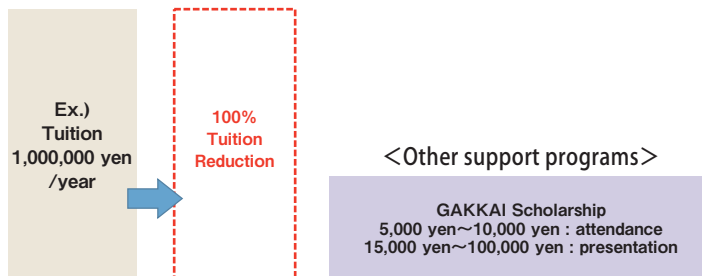 Ex.)
Tuition
1,000,000 yen
/year
100%
Tuition
Reduction
＜Other support programs＞
GAKKAI Scholarship
5,000 yen～10,000 yen : attendance
15,000 yen～100,000 yen : presentation